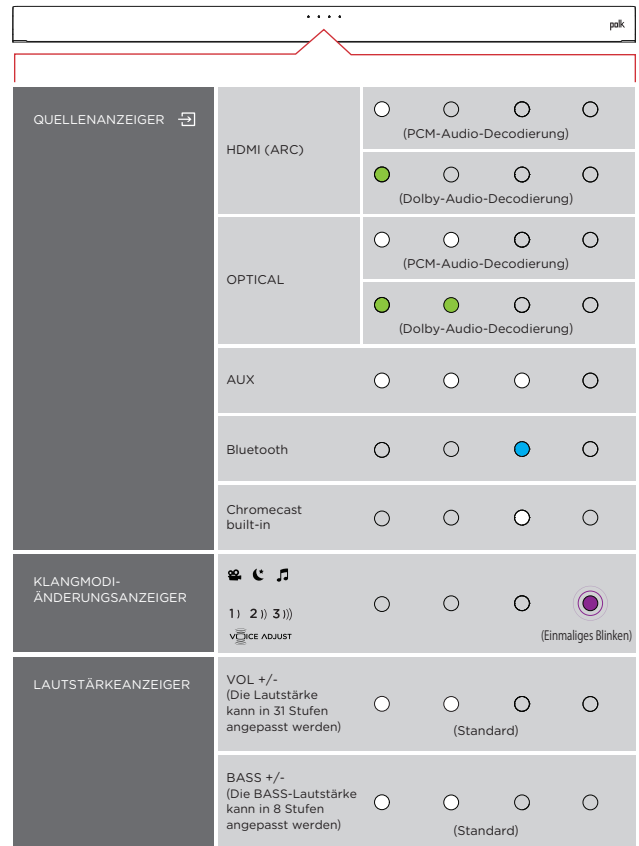 polk
QUELLENANZEIGER
HDMI (ARC)
(PCM-Audio-Decodierung)
(Dolby-Audio-Decodierung)
OPTICAL
(PCM-Audio-Decodierung)
(Dolby-Audio-Decodierung)
AUX
Bluetooth
Chromecast
built-in
KLANGMODI-
ÄNDERUNGSANZEIGER
1) 2)) 3)))
VOICE ADJUST
(Einmaliges Blinken)
LAUTSTÄRKEANZEIGER
VOL +/-
(Die Lautstärke
kann in 31 Stufen
angepasst werden)
(Standard)
BASS +/-
(Die BASS-Lautstärke
kann in 8 Stufen
angepasst werden)
(Standard)